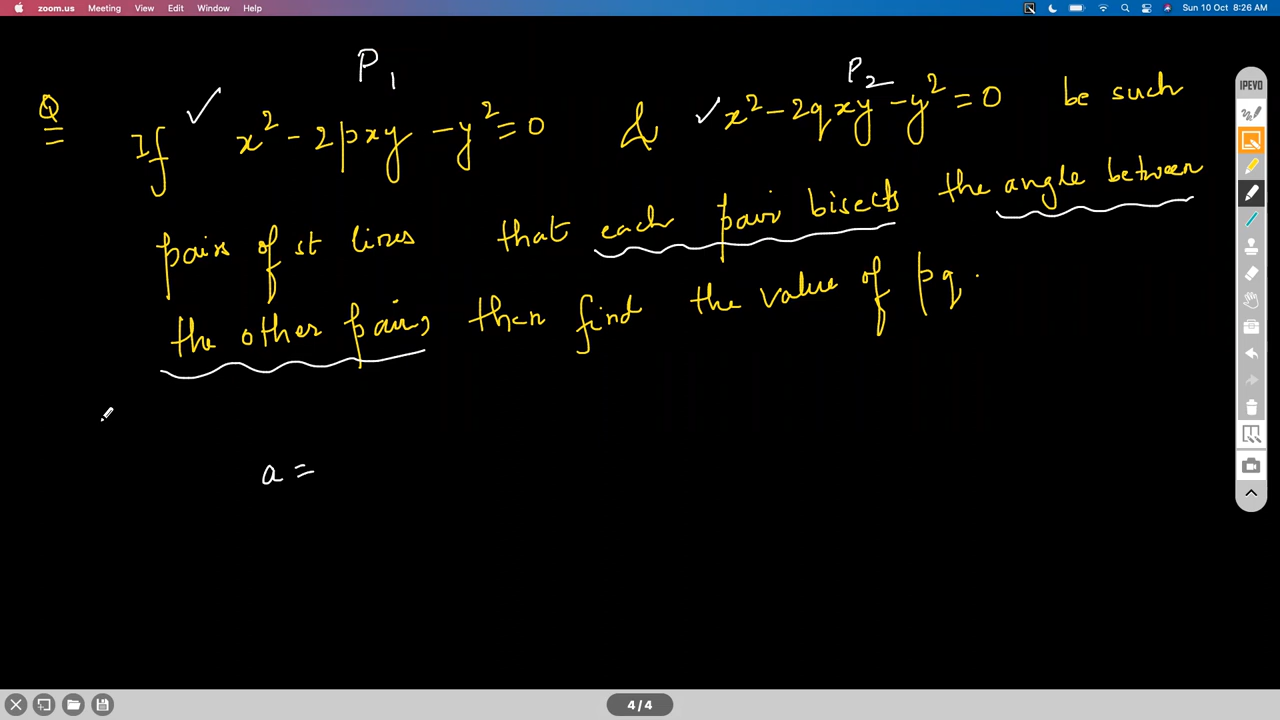 zoom.us Meeting View Edit Window Help Sun 10 Oct 8:26 AM
P₁ P₂
Q If x² - 2pxy - y² = 0 & x² - 2qxy - y² = 0 be such
pairs of st lines that each pair bisects the angle between
the other pair, then find the value of pq.
a =
IPEVO
4/4